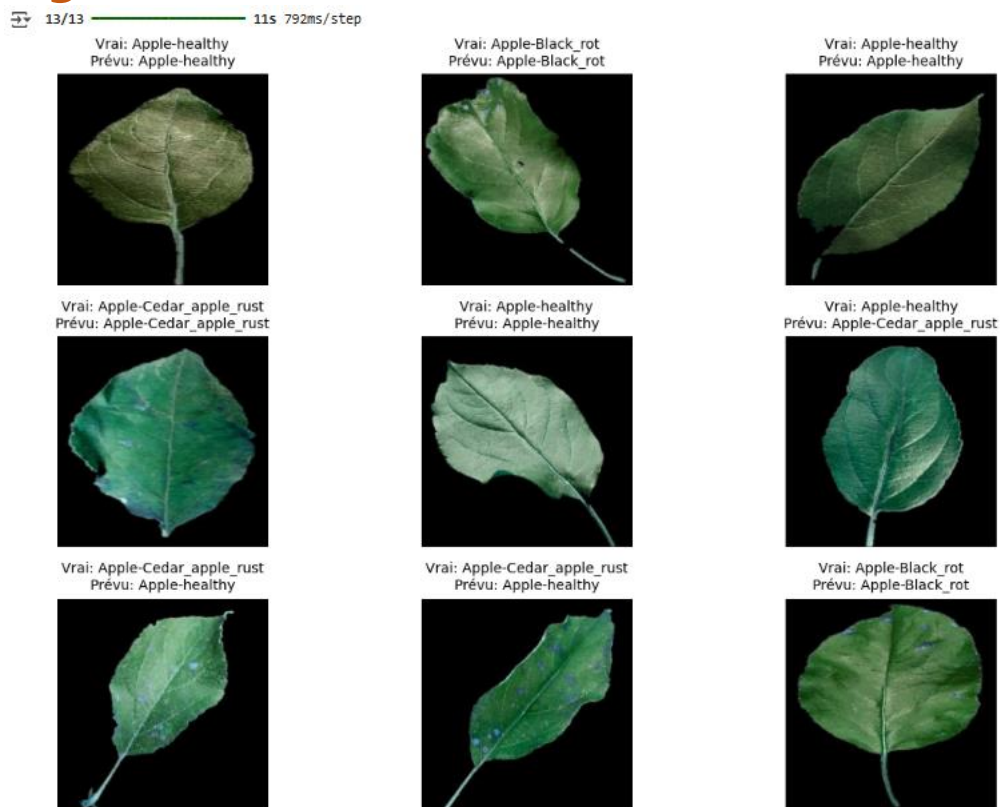 13/13 11s 792ms/step
Vrai: Apple-healthy
Prévu: Apple-healthy
Vrai: Apple-Black_rot
Prévu: Apple-Black_rot
Vrai: Apple-healthy
Prévu: Apple-healthy
Vrai: Apple-Cedar_apple_rust
Prévu: Apple-Cedar_apple_rust
Vrai: Apple-healthy
Prévu: Apple-healthy
Vrai: Apple-healthy
Prévu: Apple-Cedar_apple_rust
Vrai: Apple-Cedar_apple_rust
Prévu: Apple-healthy
Vrai: Apple-Cedar_apple_rust
Prévu: Apple-healthy
Vrai: Apple-Black_rot
Prévu: Apple-Black_rot